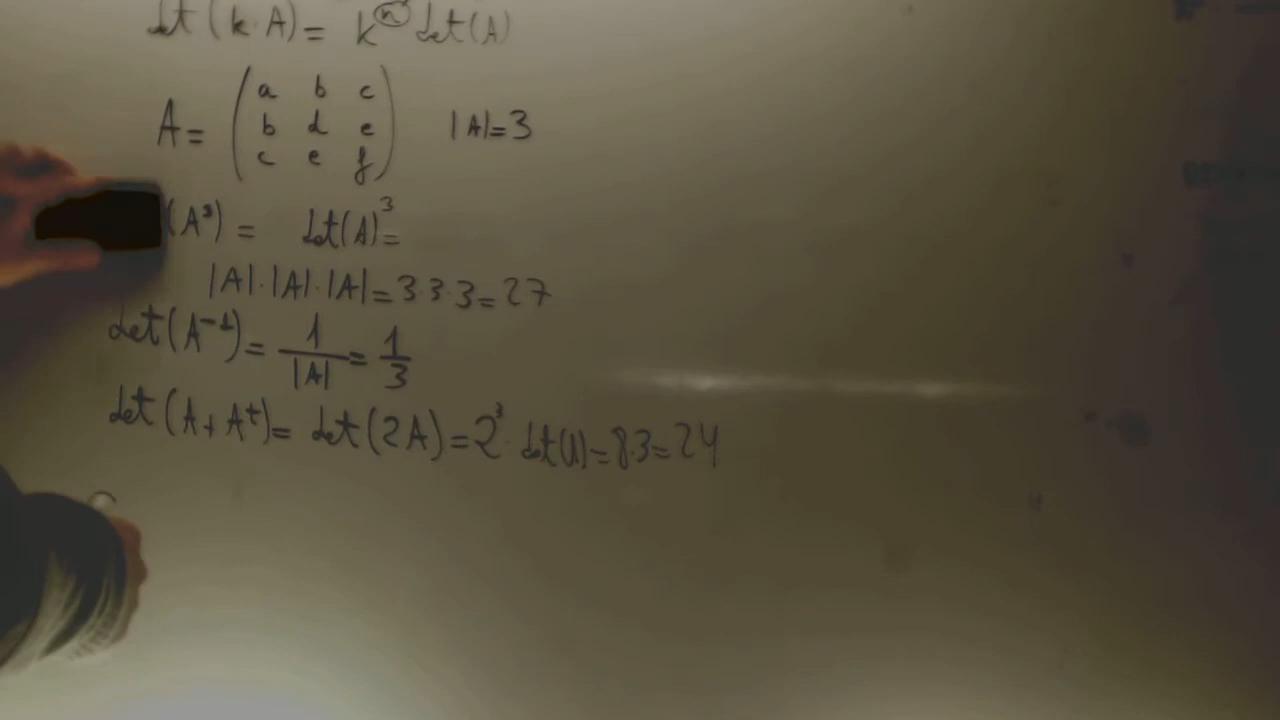 det (k·A) = k^n det(A)
A = ( a b c
b d e
c e f ) |A|=3
(A³) = det(A)³ =
|A|·|A|·|A| = 3·3·3 = 27
det(A⁻¹) = 1/|A| = 1/3
det(A+Aᵗ) = det(2A) = 2³· det(A) = 8·3 = 24